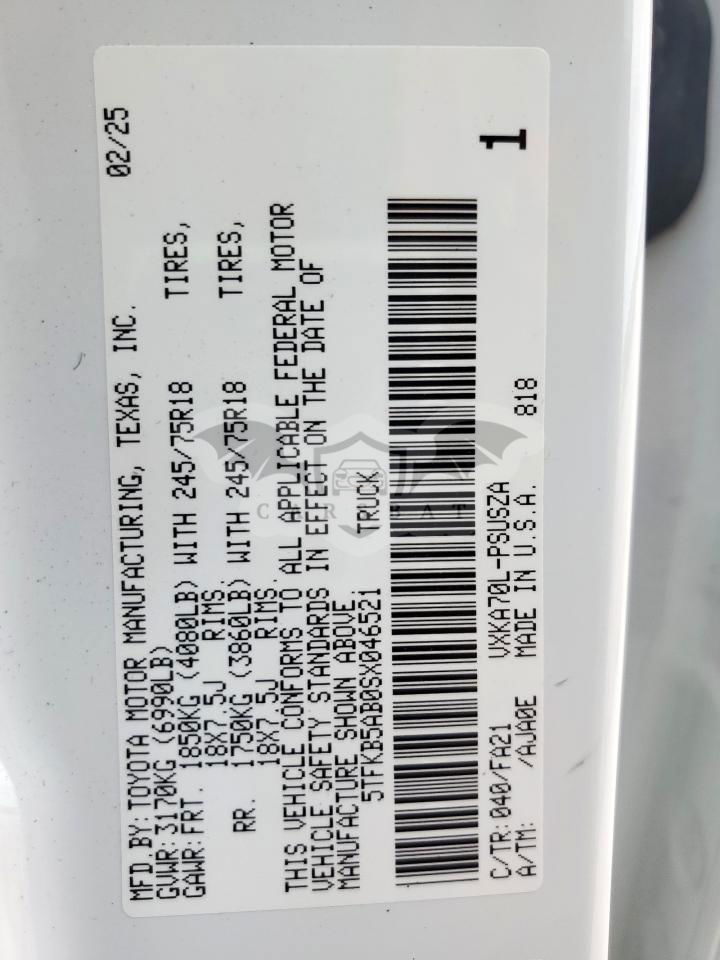 MFD.BY:TOYOTA MOTOR MANUFACTURING, TEXAS, INC. 02/25
GVWR:3170KG (6990LB)
GAWR:FRT. 1850KG (4080LB) WITH 245/75R18 TIRES,
18X7.5J RIMS.
RR. 1750KG (3860LB) WITH 245/75R18 TIRES,
18X7.5J RIMS.
THIS VEHICLE CONFORMS TO ALL APPLICABLE FEDERAL MOTOR
VEHICLE SAFETY STANDARDS IN EFFECT ON THE DATE OF
MANUFACTURE SHOWN ABOVE.
5TFKB5AB0SX046521 TRUCK
C/TR:040/FA21 VXKA70L-PSUSZA 1
A/TM: /AJA0E MADE IN U.S.A. 818
CARBAT